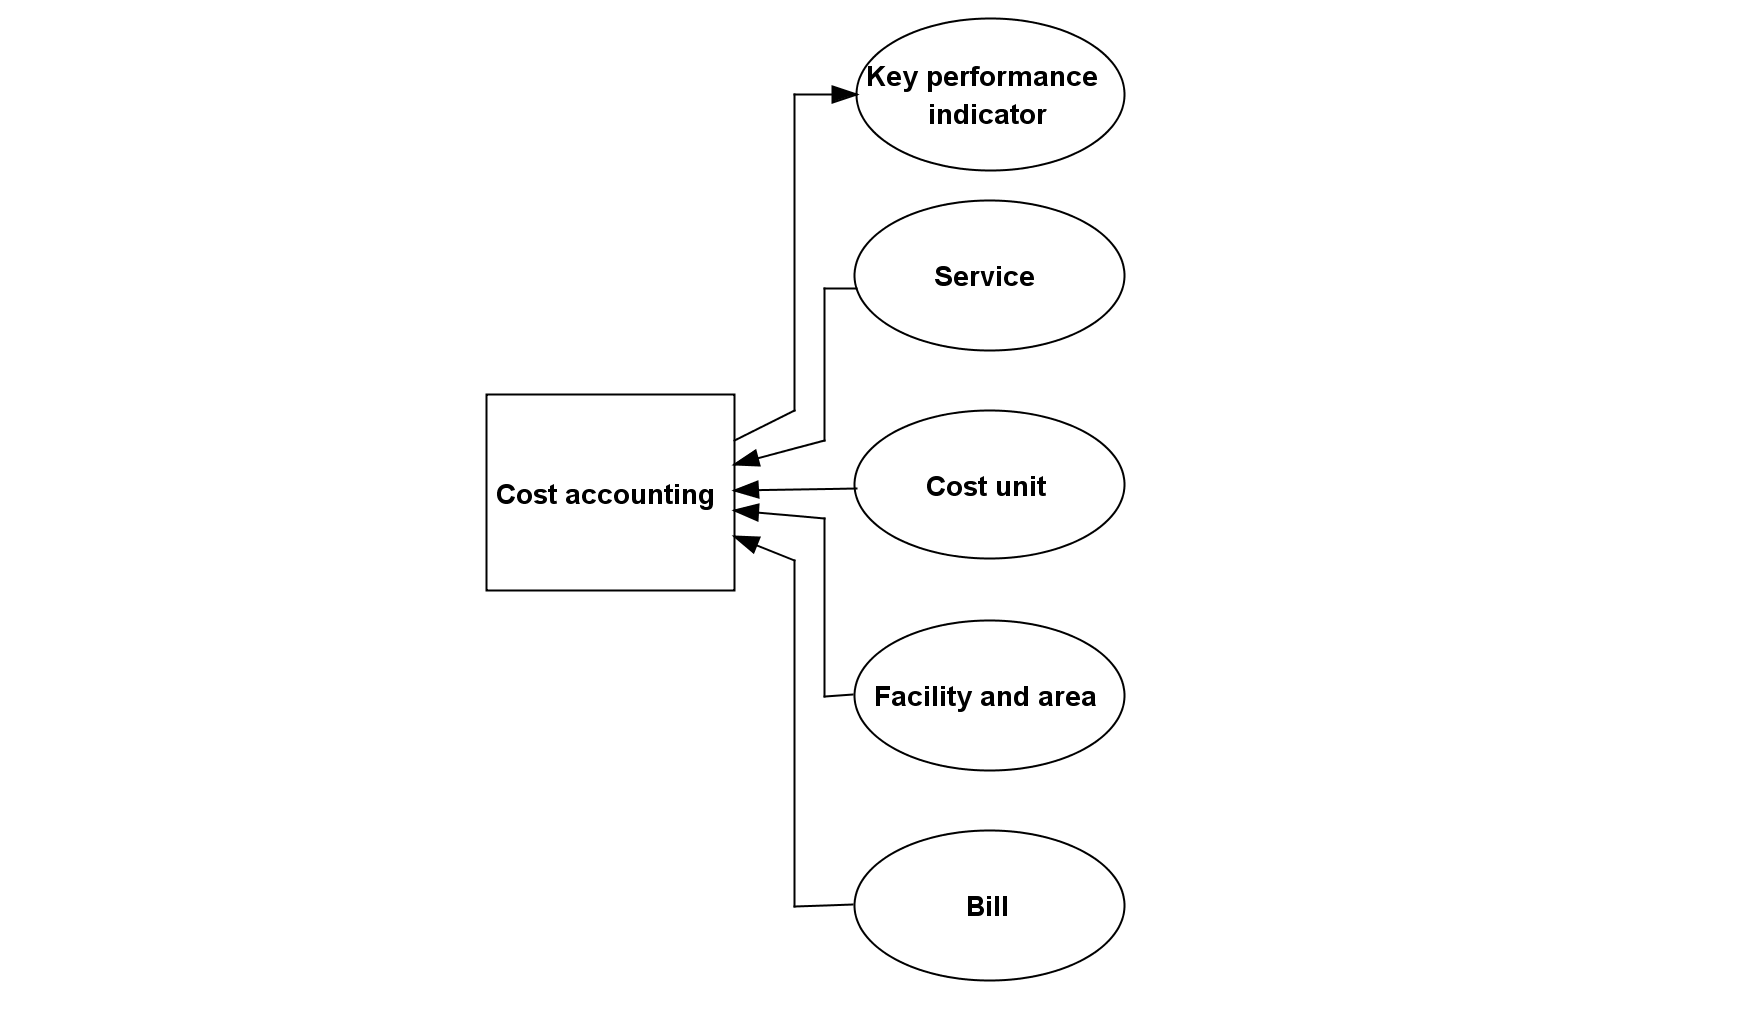 Key performance
indicator
Service
Cost unit
Cost accounting
Facility and area
Bill